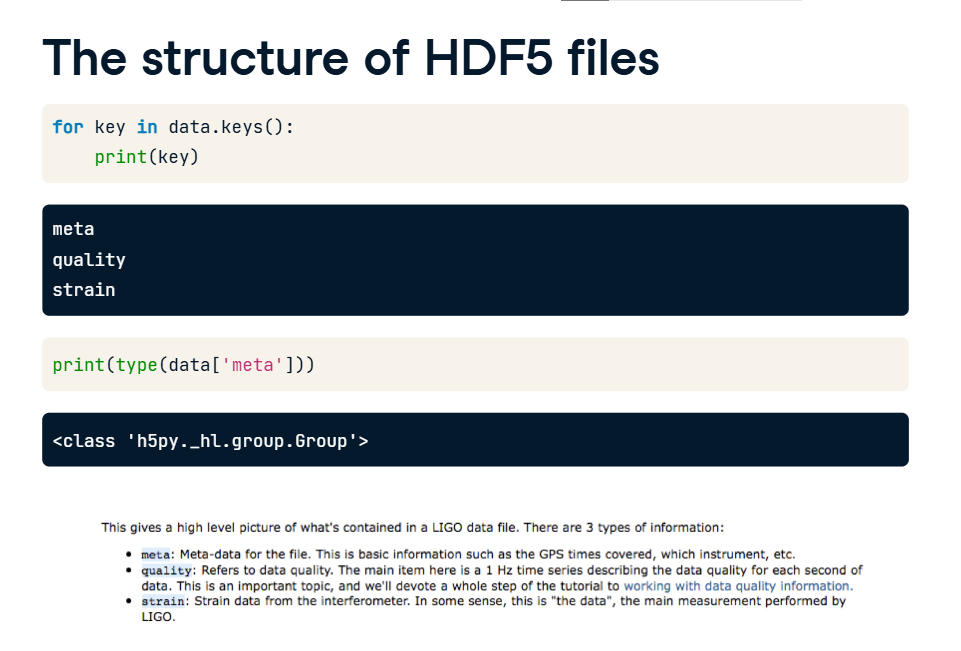 The structure of HDF5 files
for key in data.keys():
    print(key)
meta
quality
strain
print(type(data['meta']))
<class 'h5py._hl.group.Group'>
This gives a high level picture of what's contained in a LIGO data file. There are 3 types of information:
• meta: Meta-data for the file. This is basic information such as the GPS times covered, which instrument, etc.
• quality: Refers to data quality. The main item here is a 1 Hz time series describing the data quality for each second of
data. This is an important topic, and we'll devote a whole step of the tutorial to working with data quality information.
• strain: Strain data from the interferometer. In some sense, this is "the data", the main measurement performed by
LIGO.